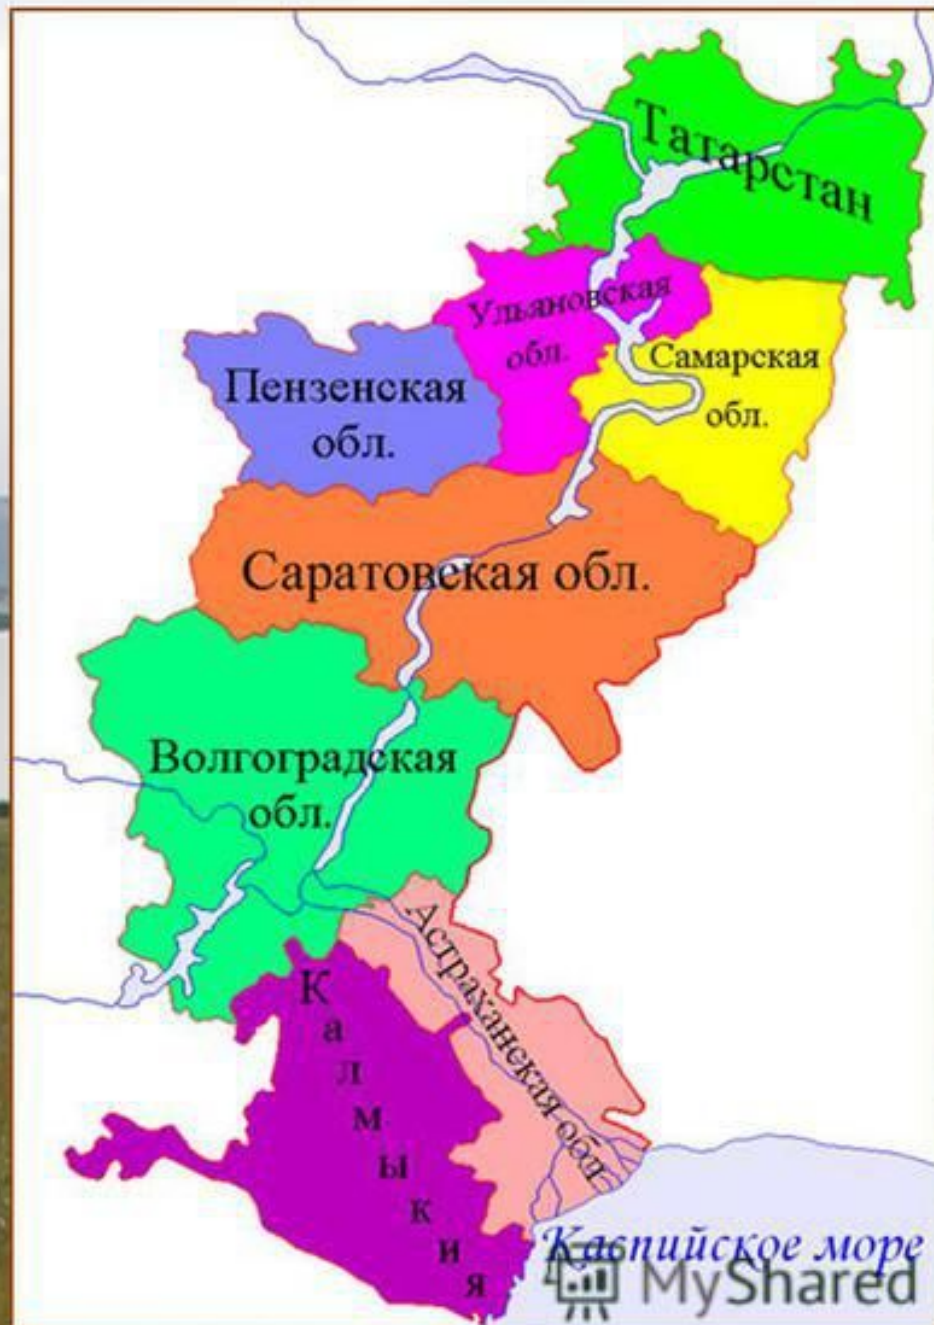 Татарстан
Ульяновская
обл.
Самарская
обл.
Пензенская
обл.
Саратовская обл.
Волгоградская
обл.
Астраханская обл.
Калмыкия
Каспийское море
MyShared